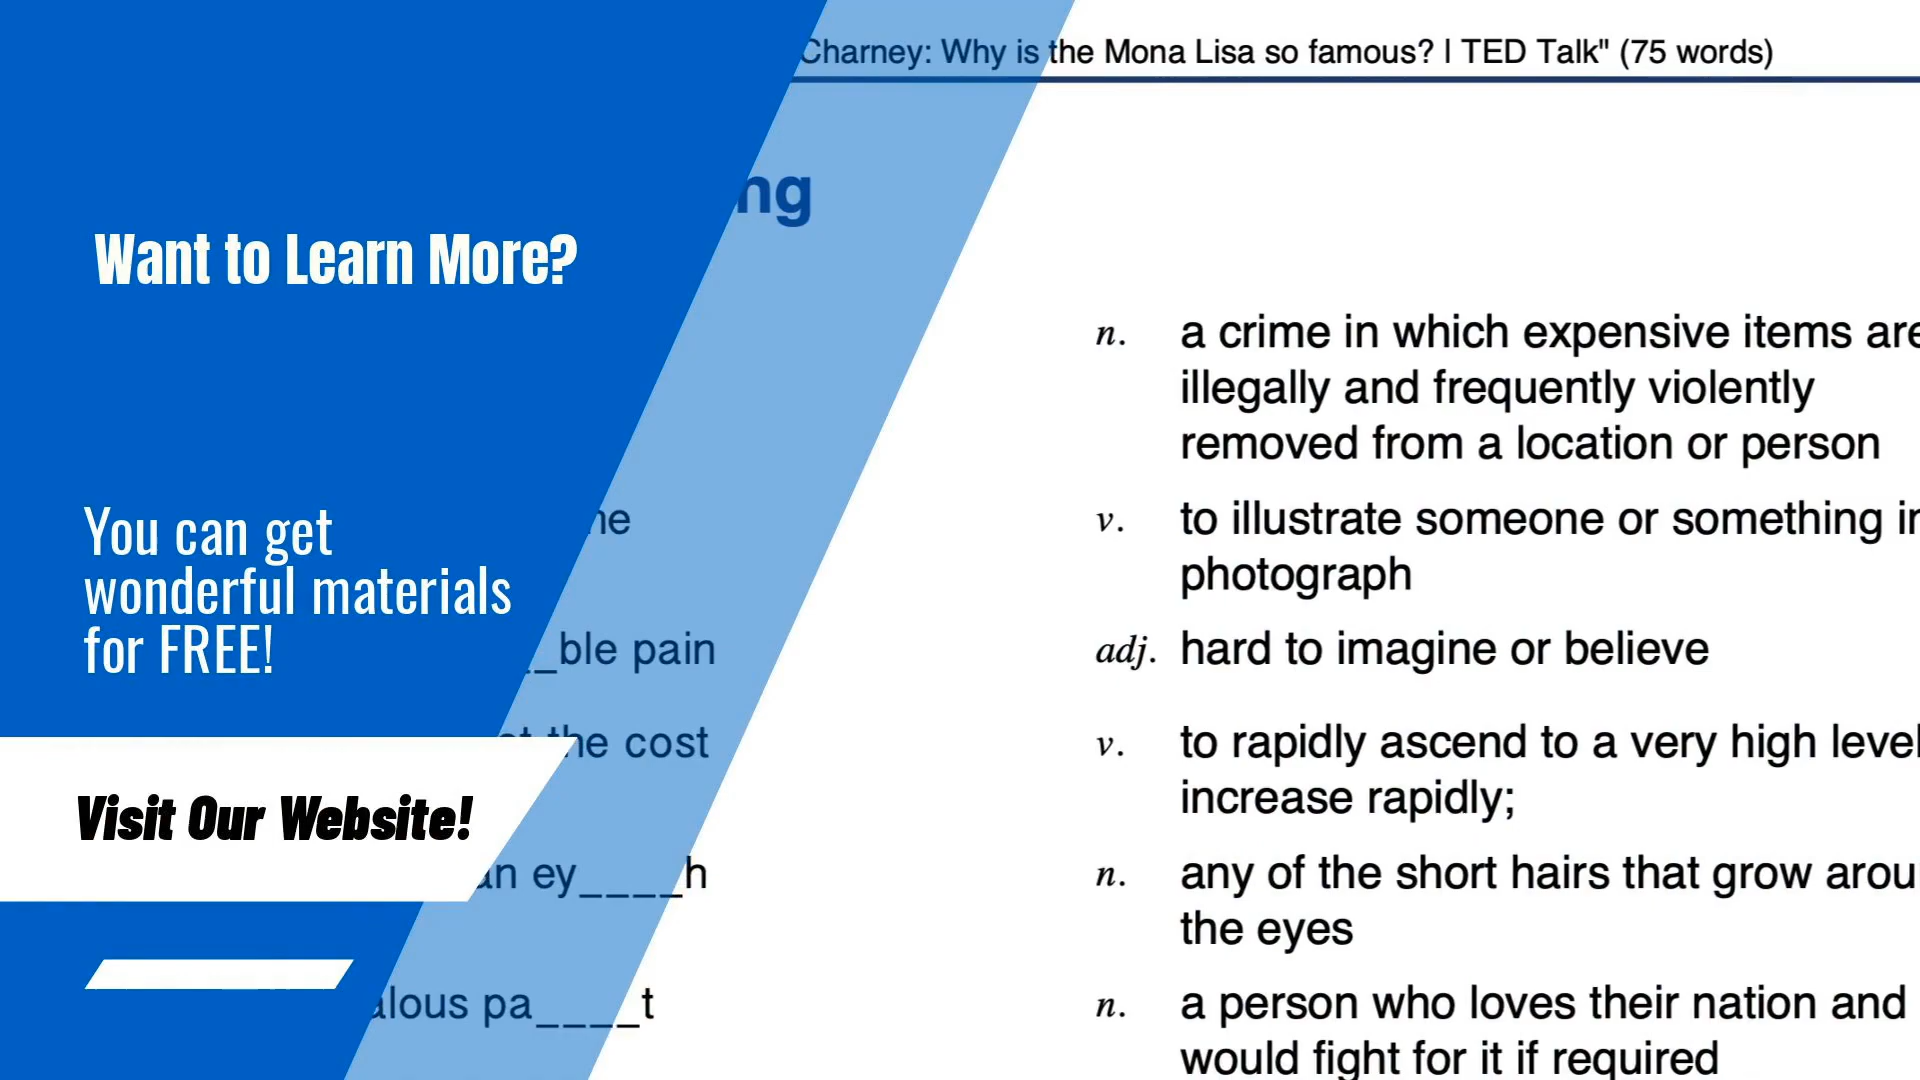 Charney: Why is the Mona Lisa so famous? | TED Talk" (75 words)
ng
Want to Learn More?
You can get
wonderful materials
for FREE!
Visit Our Website!
n. a crime in which expensive items are
illegally and frequently violently
removed from a location or person
v. to illustrate someone or something in
photograph
_ble pain adj. hard to imagine or believe
the cost v. to rapidly ascend to a very high level
increase rapidly;
an ey____h n. any of the short hairs that grow arou
the eyes
alous pa____t n. a person who loves their nation and
would fight for it if required